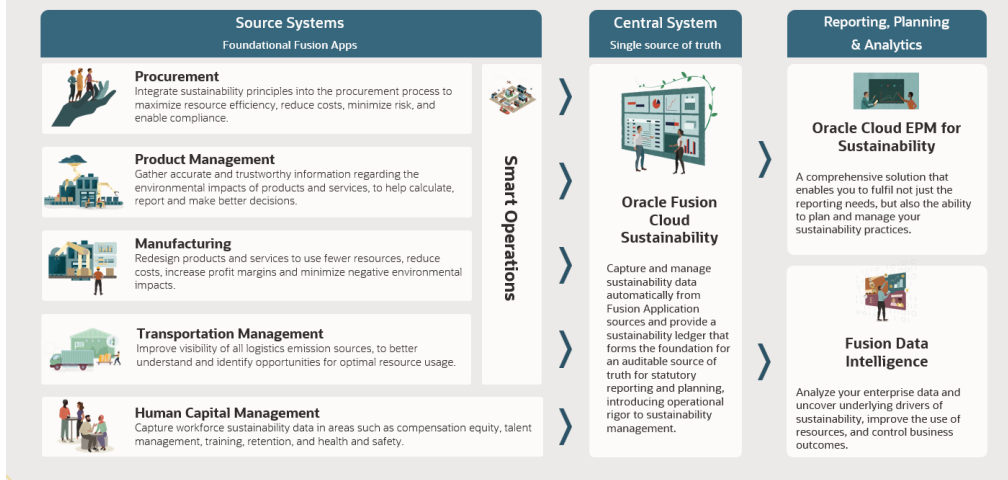 Source Systems
Foundational Fusion Apps
Procurement
Integrate sustainability principles into the procurement process to
maximize resource efficiency, reduce costs, minimize risk, and
enable compliance.
Product Management
Gather accurate and trustworthy information regarding the
environmental impacts of products and services, to help calculate,
report and make better decisions.
Manufacturing
Redesign products and services to use fewer resources, reduce
costs, increase profit margins and minimize negative environmental
impacts.
Transportation Management
Improve visibility of all logistics emission sources, to better
understand and identify opportunities for optimal resource usage.
Human Capital Management
Capture workforce sustainability data in areas such as compensation equity, talent
management, training, retention, and health and safety.
Smart Operations
Central System
Single source of truth
Oracle Fusion
Cloud
Sustainability
Capture and manage
sustainability data
automatically from
Fusion Application
sources and provide a
sustainability ledger that
forms the foundation for
an auditable source of
truth for statutory
reporting and planning,
introducing operational
rigor to sustainability
management.
Reporting, Planning
& Analytics
Oracle Cloud EPM for
Sustainability
A comprehensive solution that
enables you to fulfil not just the
reporting needs, but also the ability
to plan and manage your
sustainability practices.
Fusion Data
Intelligence
Analyze your enterprise data and
uncover underlying drivers of
sustainability, improve the use of
resources, and control business
outcomes.